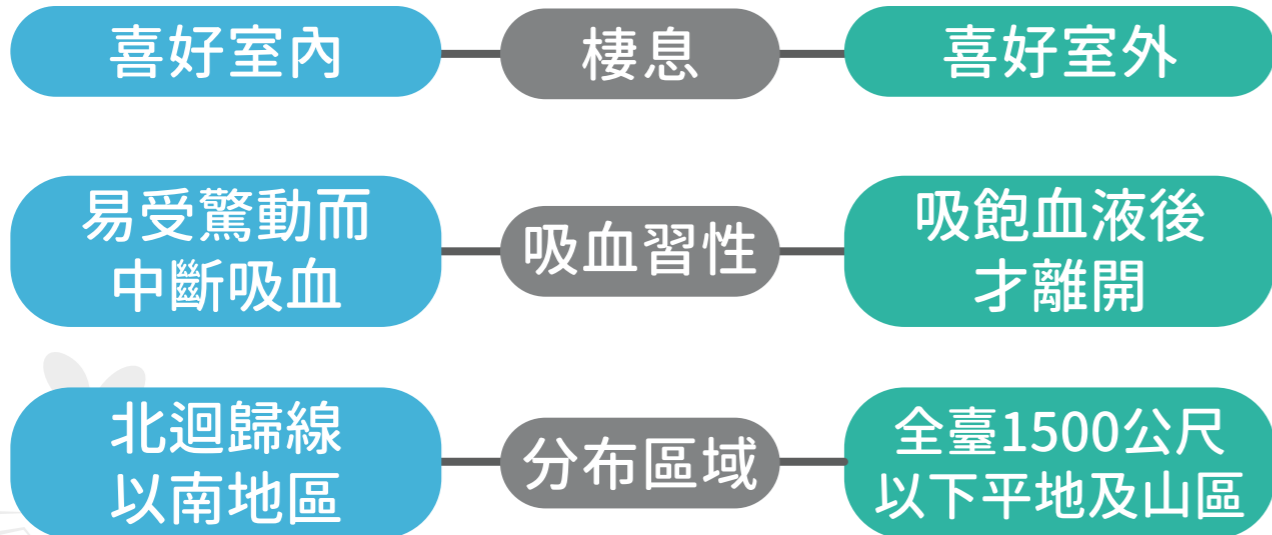 喜好室內
棲息
喜好室外
易受驚動而
中斷吸血
吸血習性
吸飽血液後
才離開
北迴歸線
以南地區
分布區域
全臺1500公尺
以下平地及山區